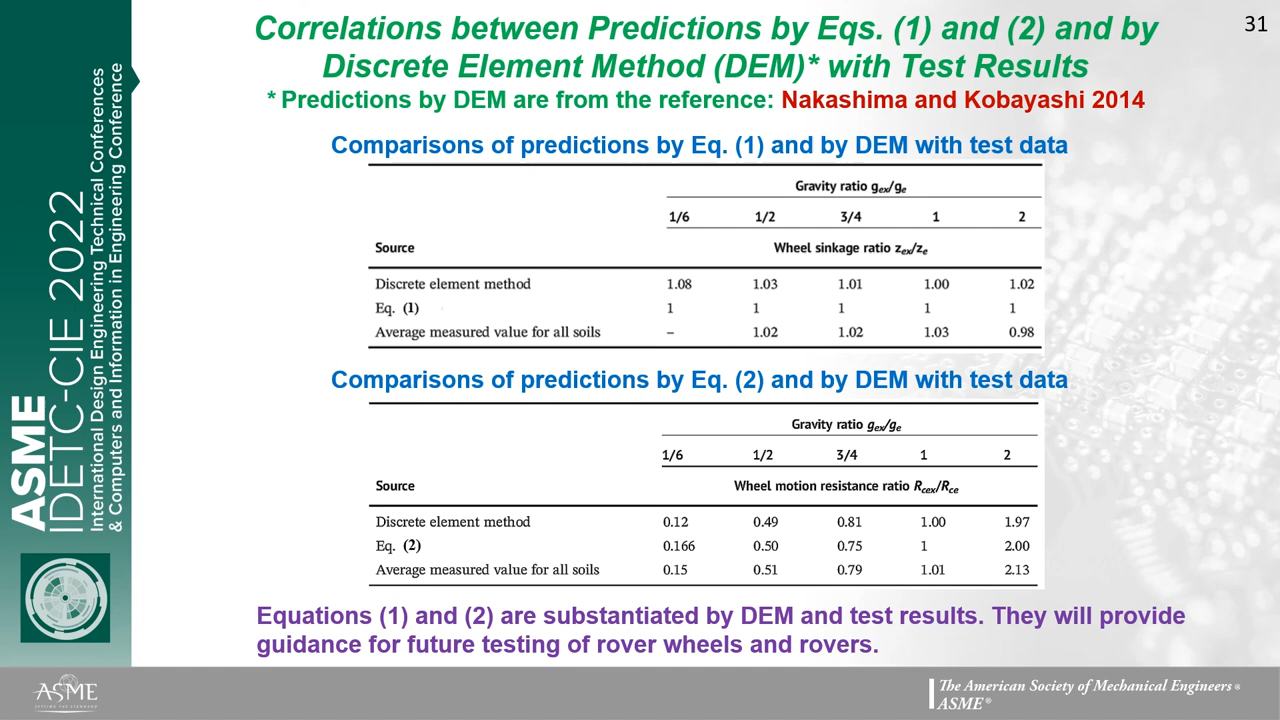 31
Correlations between Predictions by Eqs. (1) and (2) and by
Discrete Element Method (DEM)* with Test Results
* Predictions by DEM are from the reference: Nakashima and Kobayashi 2014
Comparisons of predictions by Eq. (1) and by DEM with test data
Gravity ratio gex/ge
1/6 1/2 3/4 1 2
Source Wheel sinkage ratio zex/ze
Discrete element method 1.08 1.03 1.01 1.00 1.02
Eq. (1) 1 1 1 1 1
Average measured value for all soils – 1.02 1.02 1.03 0.98
Comparisons of predictions by Eq. (2) and by DEM with test data
Gravity ratio gex/ge
1/6 1/2 3/4 1 2
Source Wheel motion resistance ratio Rcex/Rce
Discrete element method 0.12 0.49 0.81 1.00 1.97
Eq. (2) 0.166 0.50 0.75 1 2.00
Average measured value for all soils 0.15 0.51 0.79 1.01 2.13
Equations (1) and (2) are substantiated by DEM and test results. They will provide
guidance for future testing of rover wheels and rovers.
ASME
IDETC-CIE 2022
International Design Engineering Technical Conferences
& Computers and Information in Engineering Conference
ASME
SETTING THE STANDARD
The American Society of Mechanical Engineers®
ASME®